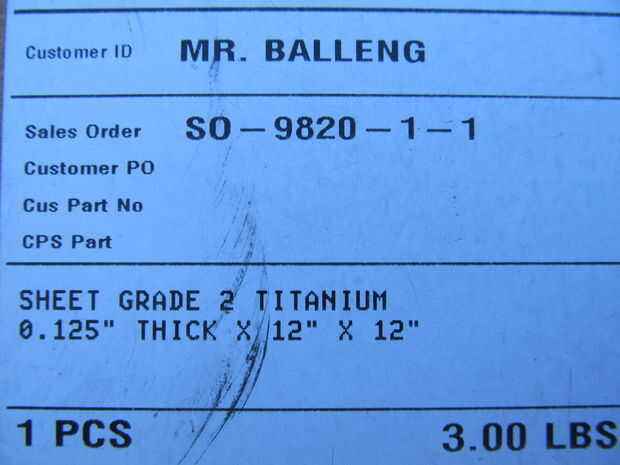 Customer ID MR. BALLENG
Sales Order SO-9820-1-1
Customer PO
Cus Part No
CPS Part
SHEET GRADE 2 TITANIUM
0.125" THICK X 12" X 12"
1 PCS 3.00 LBS